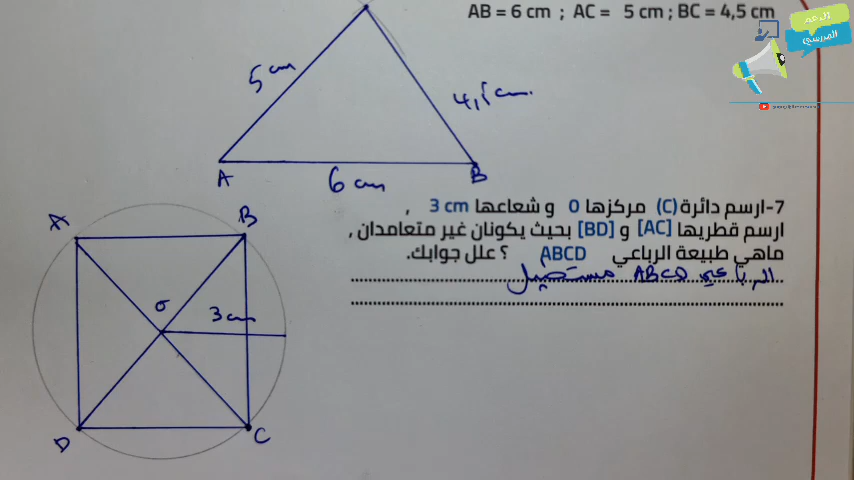 AB = 6 cm ; AC = 5 cm ; BC = 4,5 cm
الدعم
المدرسي
5 cm
4,5 cm.
A
6 cm
B
7-ارسم دائرة (C) مركزها O و شعاعها 3 cm ,
ارسم قطريها [AC] و [BD] بحيث يكونان غير متعامدان ,
ماهي طبيعة الرباعي ABCD ؟ علل جوابك.
الرباعي ABCD مستطيل
A
B
O
3 cm
D
C